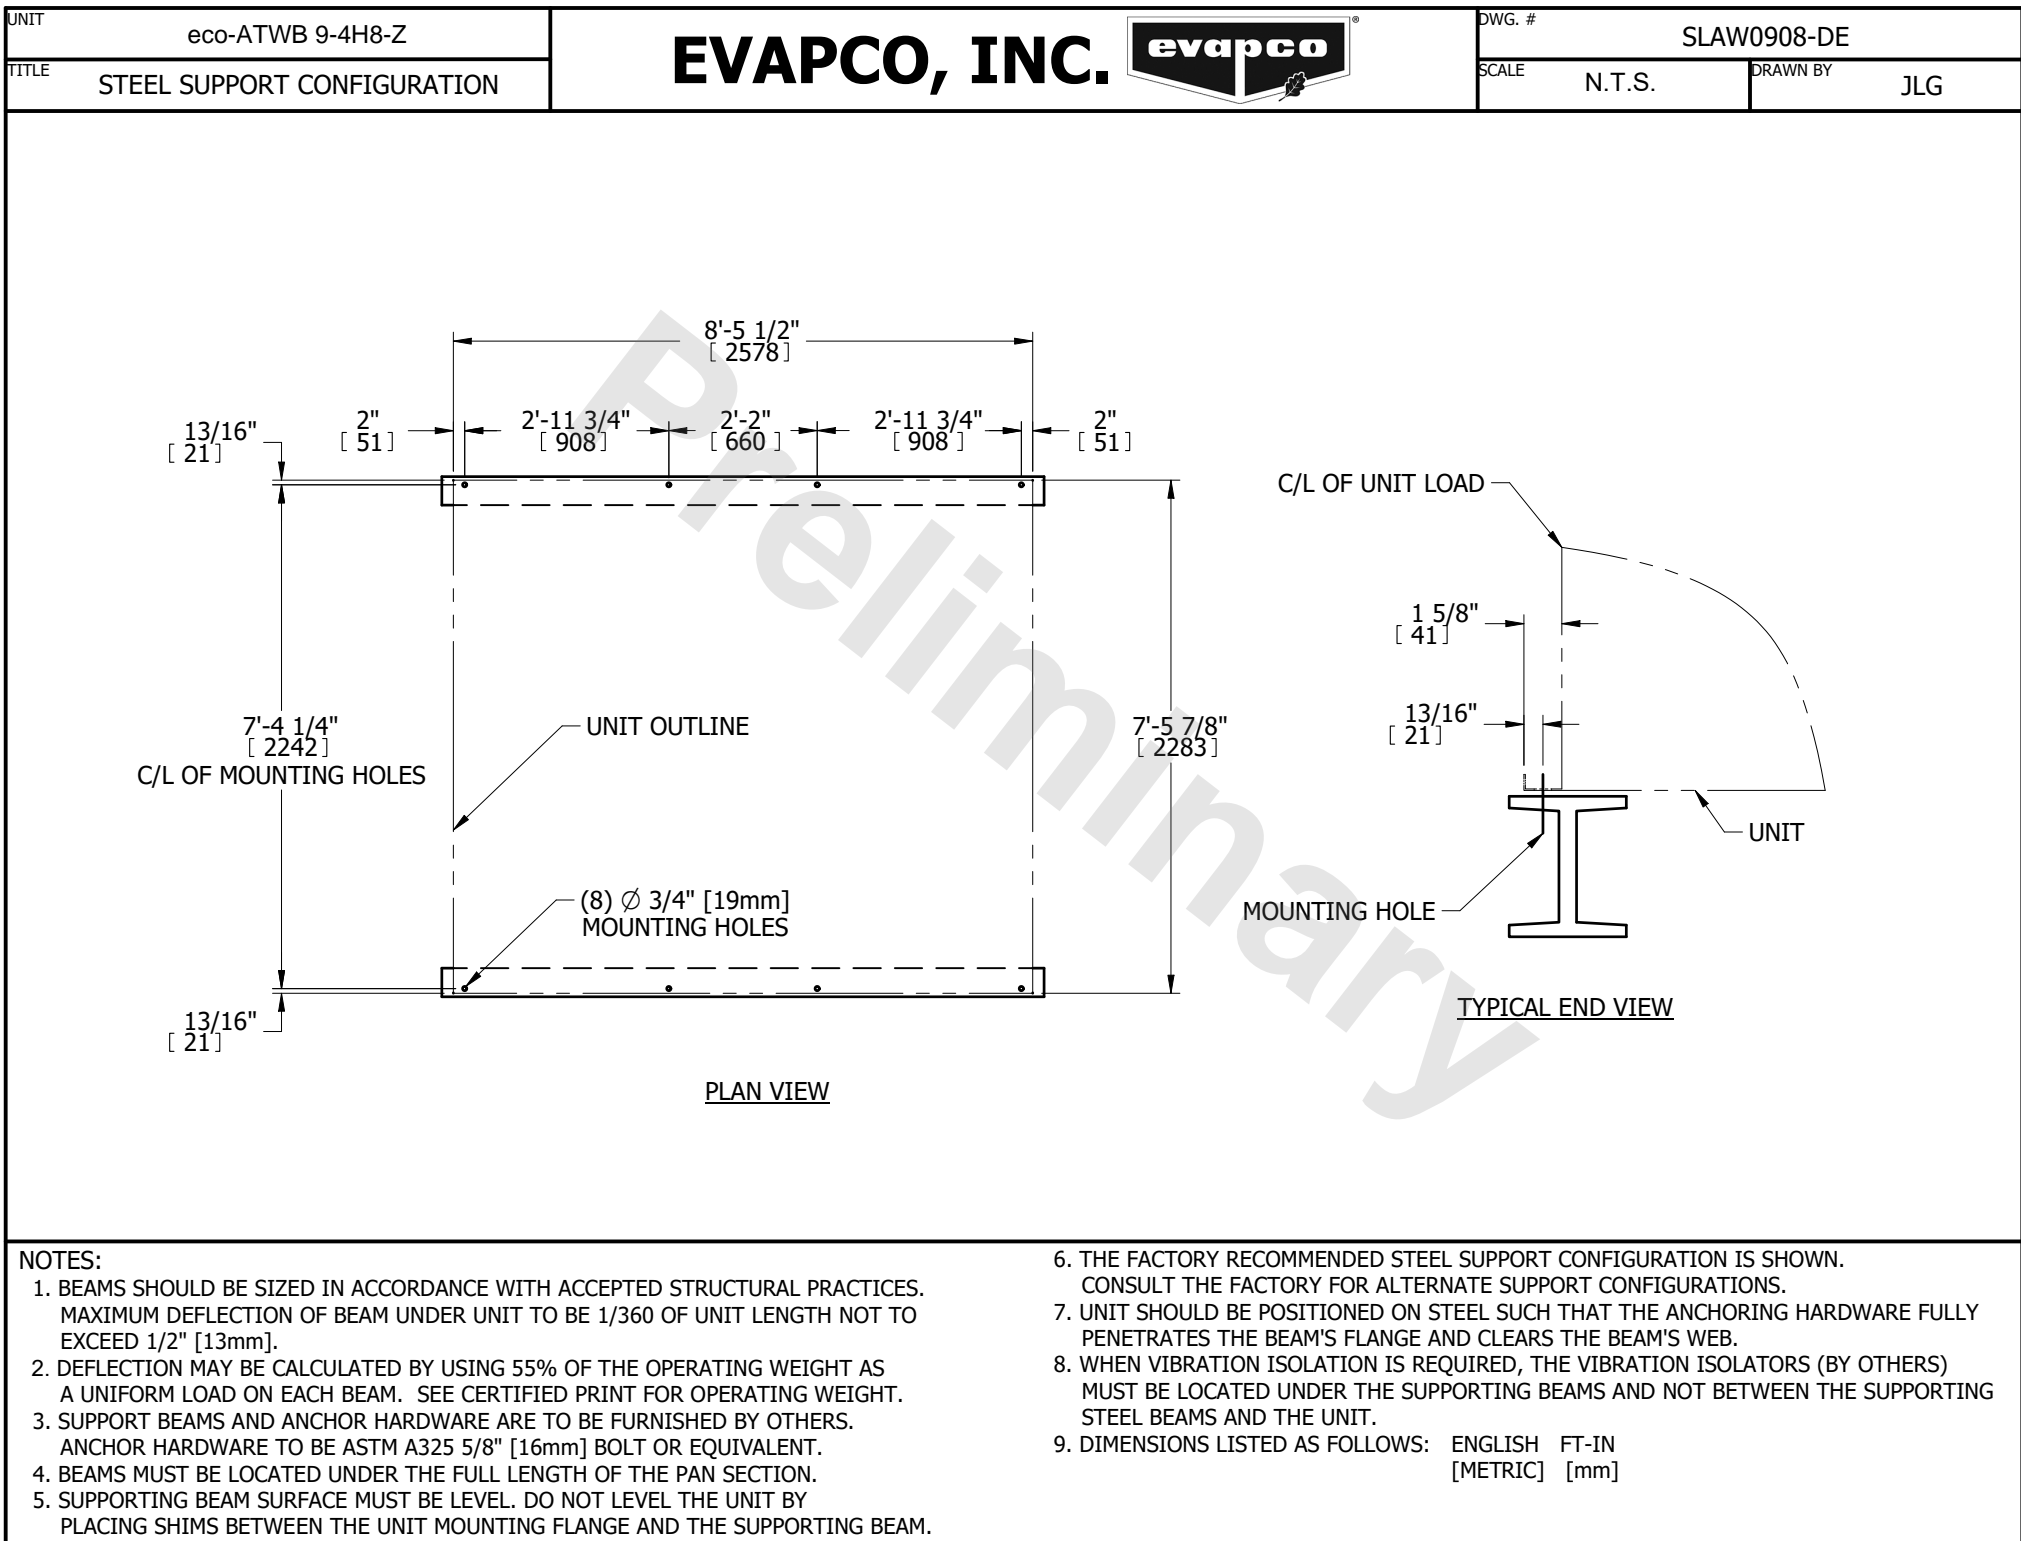 UNIT
eco-ATWB 9-4H8-Z
TITLE
STEEL SUPPORT CONFIGURATION
EVAPCO, INC.
evapco
®
DWG. #
SLAW0908-DE
SCALE
N.T.S.
DRAWN BY
JLG
8'-5 1/2"
[ 2578 ]
13/16"
[ 21 ]
2"
[ 51 ]
2'-11 3/4"
[ 908 ]
2'-2"
[ 660 ]
2'-11 3/4"
[ 908 ]
2"
[ 51 ]
7'-4 1/4"
[ 2242 ]
C/L OF MOUNTING HOLES
UNIT OUTLINE
7'-5 7/8"
[ 2283 ]
(8) ∅ 3/4" [19mm]
MOUNTING HOLES
13/16"
[ 21 ]
PLAN VIEW
C/L OF UNIT LOAD
1 5/8"
[ 41 ]
13/16"
[ 21 ]
UNIT
MOUNTING HOLE
TYPICAL END VIEW
Preliminary
NOTES:
1. BEAMS SHOULD BE SIZED IN ACCORDANCE WITH ACCEPTED STRUCTURAL PRACTICES.
MAXIMUM DEFLECTION OF BEAM UNDER UNIT TO BE 1/360 OF UNIT LENGTH NOT TO
EXCEED 1/2" [13mm].
2. DEFLECTION MAY BE CALCULATED BY USING 55% OF THE OPERATING WEIGHT AS
A UNIFORM LOAD ON EACH BEAM. SEE CERTIFIED PRINT FOR OPERATING WEIGHT.
3. SUPPORT BEAMS AND ANCHOR HARDWARE ARE TO BE FURNISHED BY OTHERS.
ANCHOR HARDWARE TO BE ASTM A325 5/8" [16mm] BOLT OR EQUIVALENT.
4. BEAMS MUST BE LOCATED UNDER THE FULL LENGTH OF THE PAN SECTION.
5. SUPPORTING BEAM SURFACE MUST BE LEVEL. DO NOT LEVEL THE UNIT BY
PLACING SHIMS BETWEEN THE UNIT MOUNTING FLANGE AND THE SUPPORTING BEAM.
6. THE FACTORY RECOMMENDED STEEL SUPPORT CONFIGURATION IS SHOWN.
CONSULT THE FACTORY FOR ALTERNATE SUPPORT CONFIGURATIONS.
7. UNIT SHOULD BE POSITIONED ON STEEL SUCH THAT THE ANCHORING HARDWARE FULLY
PENETRATES THE BEAM'S FLANGE AND CLEARS THE BEAM'S WEB.
8. WHEN VIBRATION ISOLATION IS REQUIRED, THE VIBRATION ISOLATORS (BY OTHERS)
MUST BE LOCATED UNDER THE SUPPORTING BEAMS AND NOT BETWEEN THE SUPPORTING
STEEL BEAMS AND THE UNIT.
9. DIMENSIONS LISTED AS FOLLOWS: ENGLISH FT-IN
[METRIC] [mm]